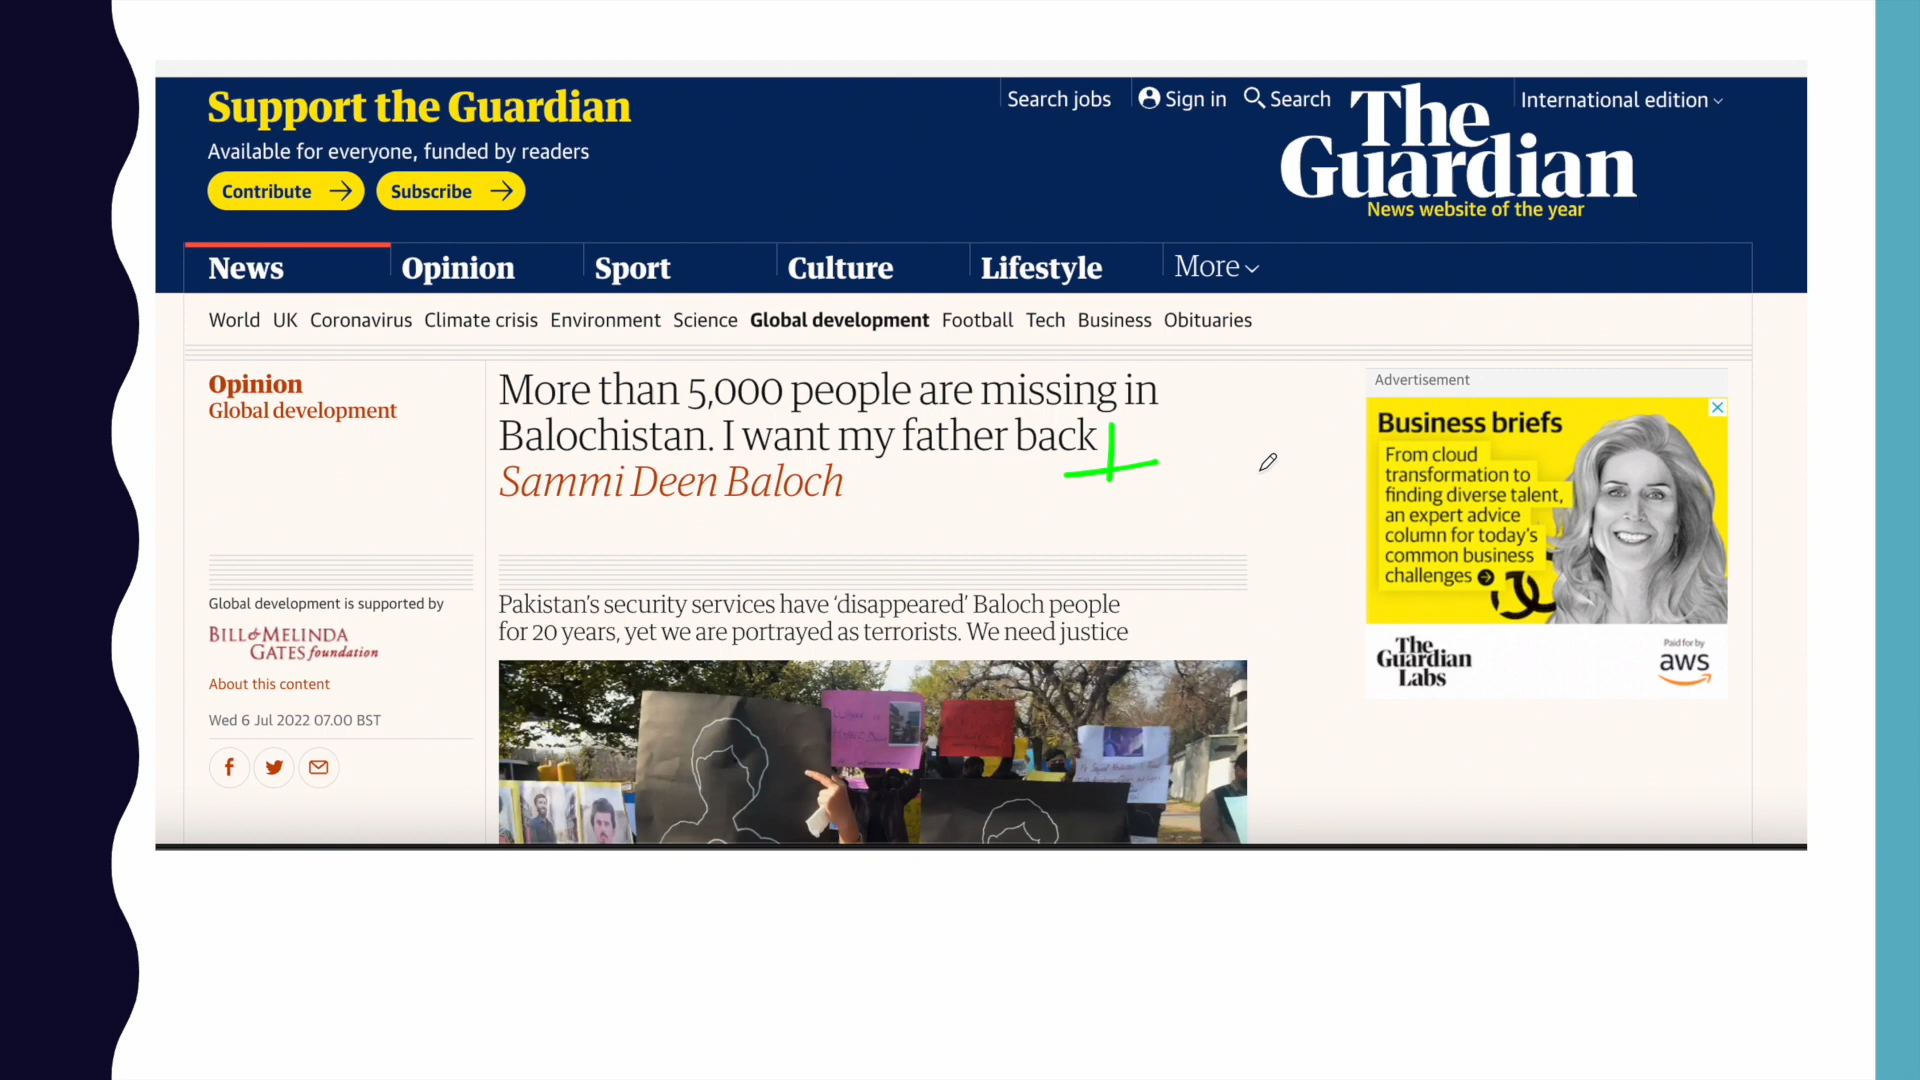 Support the Guardian
Available for everyone, funded by readers
Contribute
Subscribe
Search jobs
Sign in
Search
International edition
The
Guardian
News website of the year
News
Opinion
Sport
Culture
Lifestyle
More
World UK Coronavirus Climate crisis Environment Science Global development Football Tech Business Obituaries
Opinion
Global development
More than 5,000 people are missing in
Balochistan. I want my father back
Sammi Deen Baloch
Global development is supported by
BILL & MELINDA
GATES foundation
About this content
Wed 6 Jul 2022 07.00 BST
Pakistan's security services have ‘disappeared’ Baloch people
for 20 years, yet we are portrayed as terrorists. We need justice
Advertisement
Business briefs
From cloud
transformation to
finding diverse talent,
an expert advice
column for today's
common business
challenges
The
Guardian
Labs
Paid for by
aws